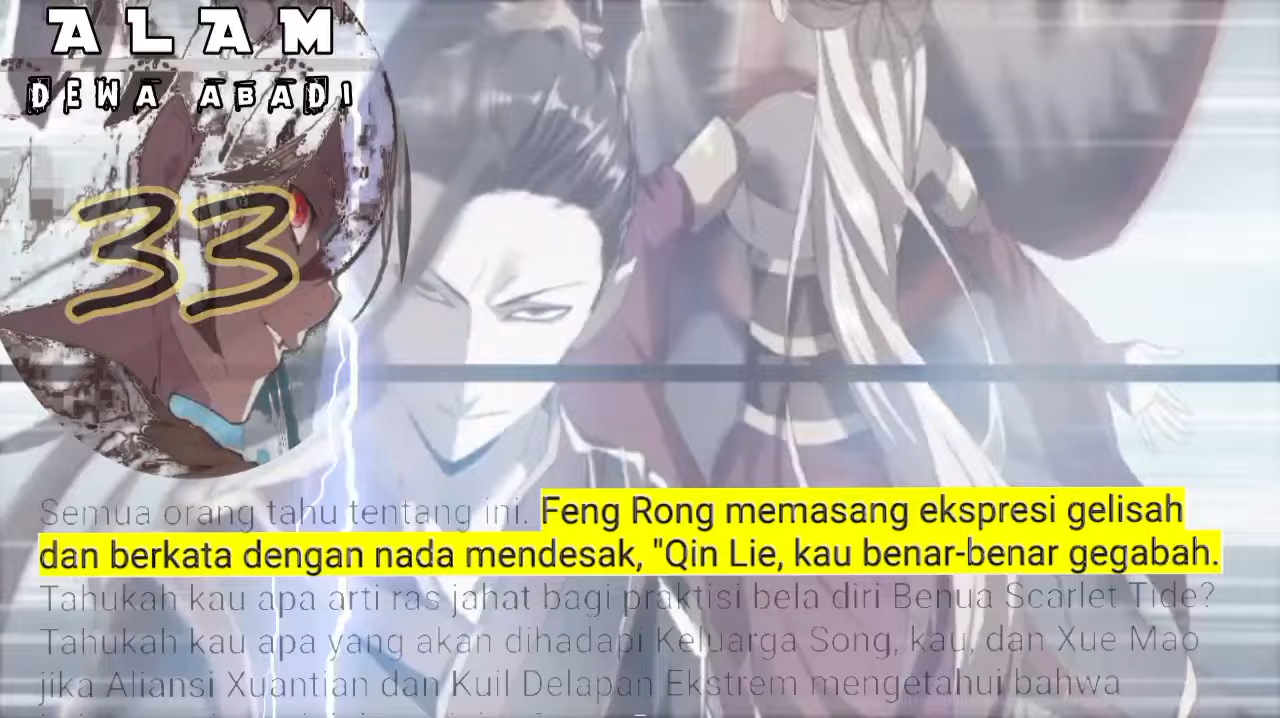 ALAM
DEWA ABADI
33
Semua orang tahu tentang ini. Feng Rong memasang ekspresi gelisah
dan berkata dengan nada mendesak, "Qin Lie, kau benar-benar gegabah.
Tahukah kau apa arti ras jahat bagi praktisi bela diri Benua Scarlet Tide?
Tahukah kau apa yang akan dihadapi Keluarga Song, kau, dan Xue Mao
jika Aliansi Xuantian dan Kuil Delapan Ekstrem mengetahui bahwa